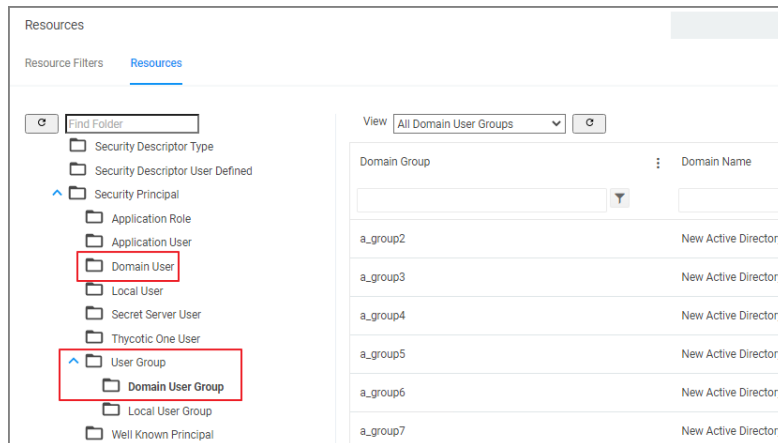 Resources
Resource Filters Resources
Find Folder
Security Descriptor Type
Security Descriptor User Defined
Security Principal
Application Role
Application User
Domain User
Local User
Secret Server User
Thycotic One User
User Group
Domain User Group
Local User Group
Well Known Principal
View All Domain User Groups
Domain Group Domain Name
a_group2 New Active Director
a_group3 New Active Director
a_group4 New Active Director
a_group5 New Active Director
a_group6 New Active Director
a_group7 New Active Director